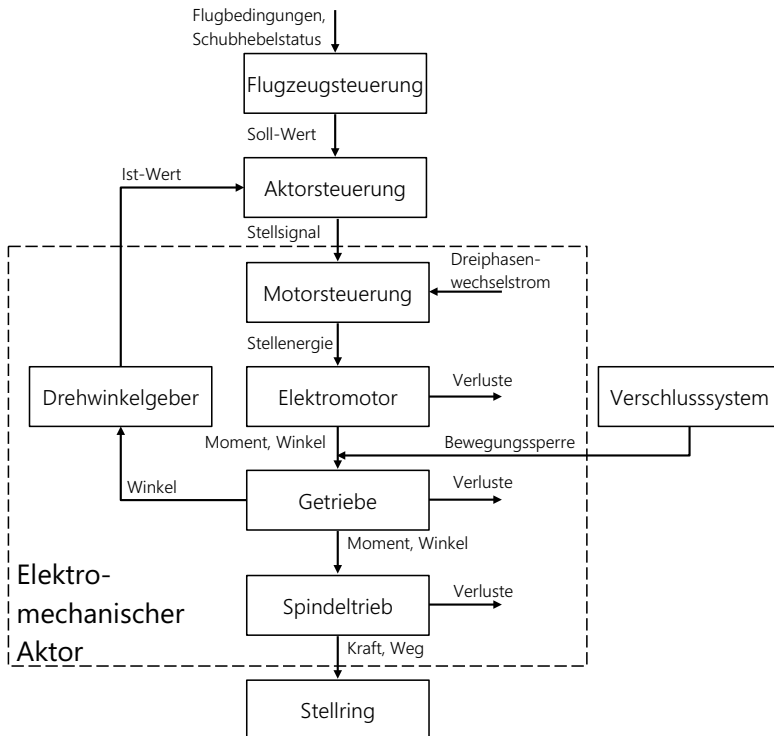 Flugbedingungen,
Schubhebelstatus
Flugzeugsteuerung
Soll-Wert
Ist-Wert
Aktorsteuerung
Stellsignal
Dreiphasen-
wechselstrom
Motorsteuerung
Stellenergie
Drehwinkelgeber
Elektromotor
Verluste
Verschlusssystem
Moment, Winkel
Bewegungssperre
Winkel
Getriebe
Verluste
Moment, Winkel
Elektro-
mechanischer
Aktor
Spindeltrieb
Verluste
Kraft, Weg
Stellring